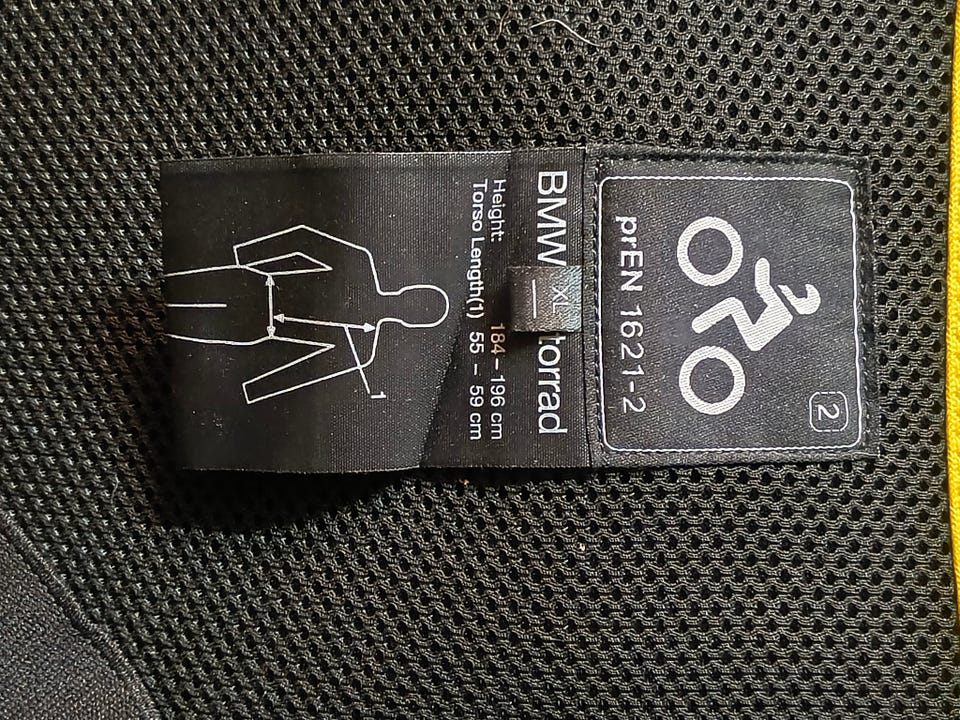 2
prEN 1621-2
BMW torrad
XL
Height: 184-196 cm
Torso Length(1) 55 - 59 cm
1